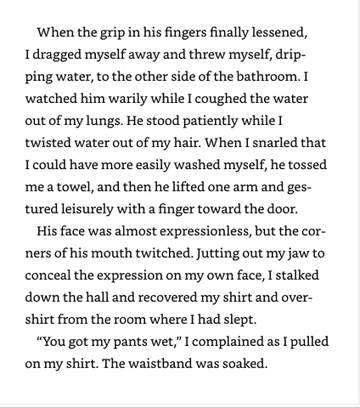 When the grip in his fingers finally lessened,
I dragged myself away and threw myself, drip-
ping water, to the other side of the bathroom. I
watched him warily while I coughed the water
out of my lungs. He stood patiently while I
twisted water out of my hair. When I snarled that
I could have more easily washed myself, he tossed
me a towel, and then he lifted one arm and ges-
tured leisurely with a finger toward the door.
His face was almost expressionless, but the cor-
ners of his mouth twitched. Jutting out my jaw to
conceal the expression on my own face, I stalked
down the hall and recovered my shirt and over-
shirt from the room where I had slept.
“You got my pants wet,” I complained as I pulled
on my shirt. The waistband was soaked.